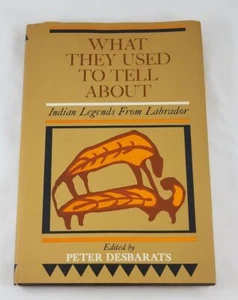 WHAT
THEY USED
TO TELL
ABOUT
Indian Legends From Labrador
Edited by
PETER DESBARATS